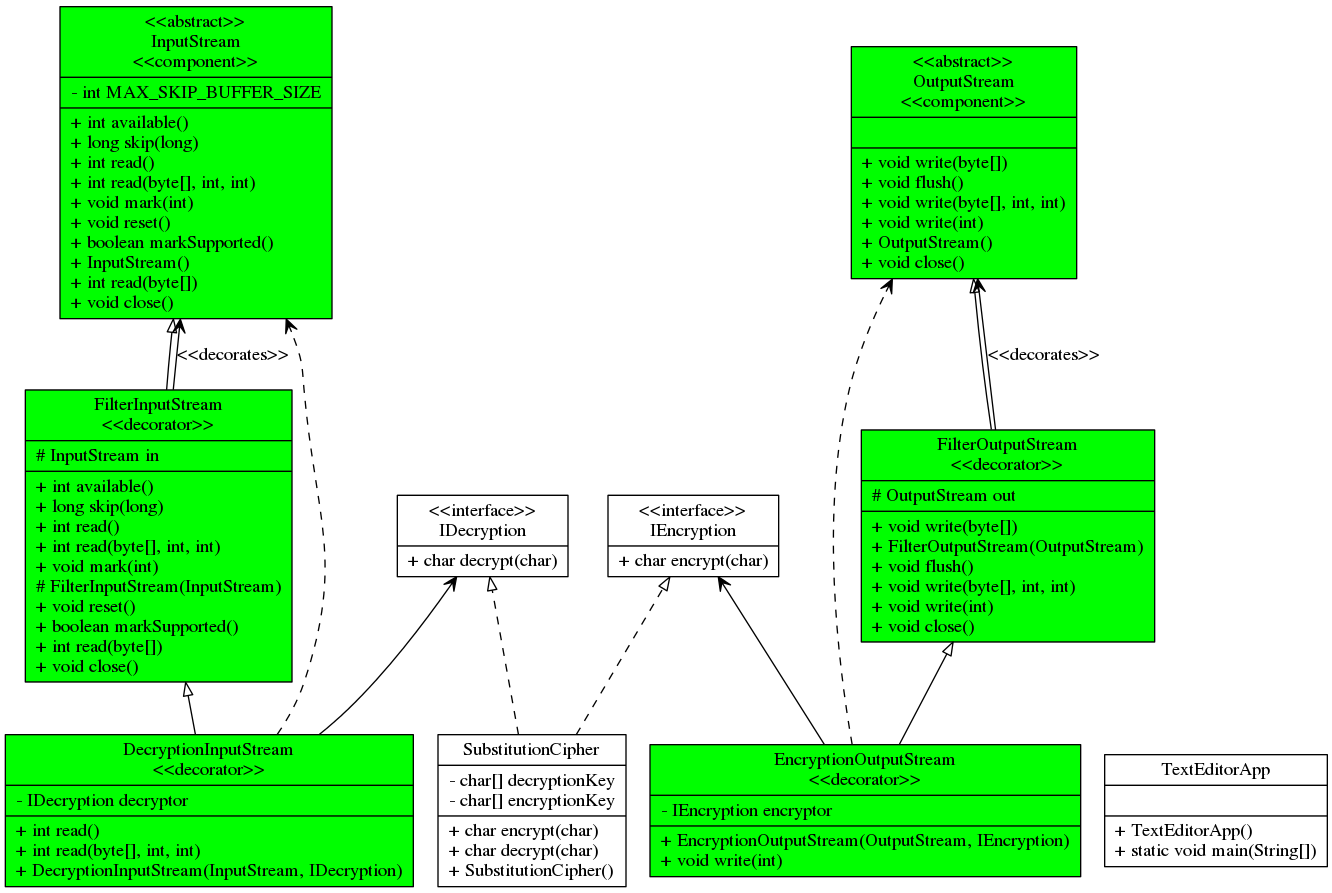 <<abstract>>
InputStream
<<component>>
- int MAX_SKIP_BUFFER_SIZE
+ int available()
+ long skip(long)
+ int read()
+ int read(byte[], int, int)
+ void mark(int)
+ void reset()
+ boolean markSupported()
+ InputStream()
+ int read(byte[])
+ void close()
<<abstract>>
OutputStream
<<component>>
+ void write(byte[])
+ void flush()
+ void write(byte[], int, int)
+ void write(int)
+ OutputStream()
+ void close()
<<decorates>>
<<decorates>>
FilterInputStream
<<decorator>>
# InputStream in
+ int available()
+ long skip(long)
+ int read()
+ int read(byte[], int, int)
+ void mark(int)
# FilterInputStream(InputStream)
+ void reset()
+ boolean markSupported()
+ int read(byte[])
+ void close()
<<interface>>
IDecryption
+ char decrypt(char)
<<interface>>
IEncryption
+ char encrypt(char)
FilterOutputStream
<<decorator>>
# OutputStream out
+ void write(byte[])
+ FilterOutputStream(OutputStream)
+ void flush()
+ void write(byte[], int, int)
+ void write(int)
+ void close()
DecryptionInputStream
<<decorator>>
- IDecryption decryptor
+ int read()
+ int read(byte[], int, int)
+ DecryptionInputStream(InputStream, IDecryption)
SubstitutionCipher
- char[] decryptionKey
- char[] encryptionKey
+ char encrypt(char)
+ char decrypt(char)
+ SubstitutionCipher()
EncryptionOutputStream
<<decorator>>
- IEncryption encryptor
+ EncryptionOutputStream(OutputStream, IEncryption)
+ void write(int)
TextEditorApp
+ TextEditorApp()
+ static void main(String[])